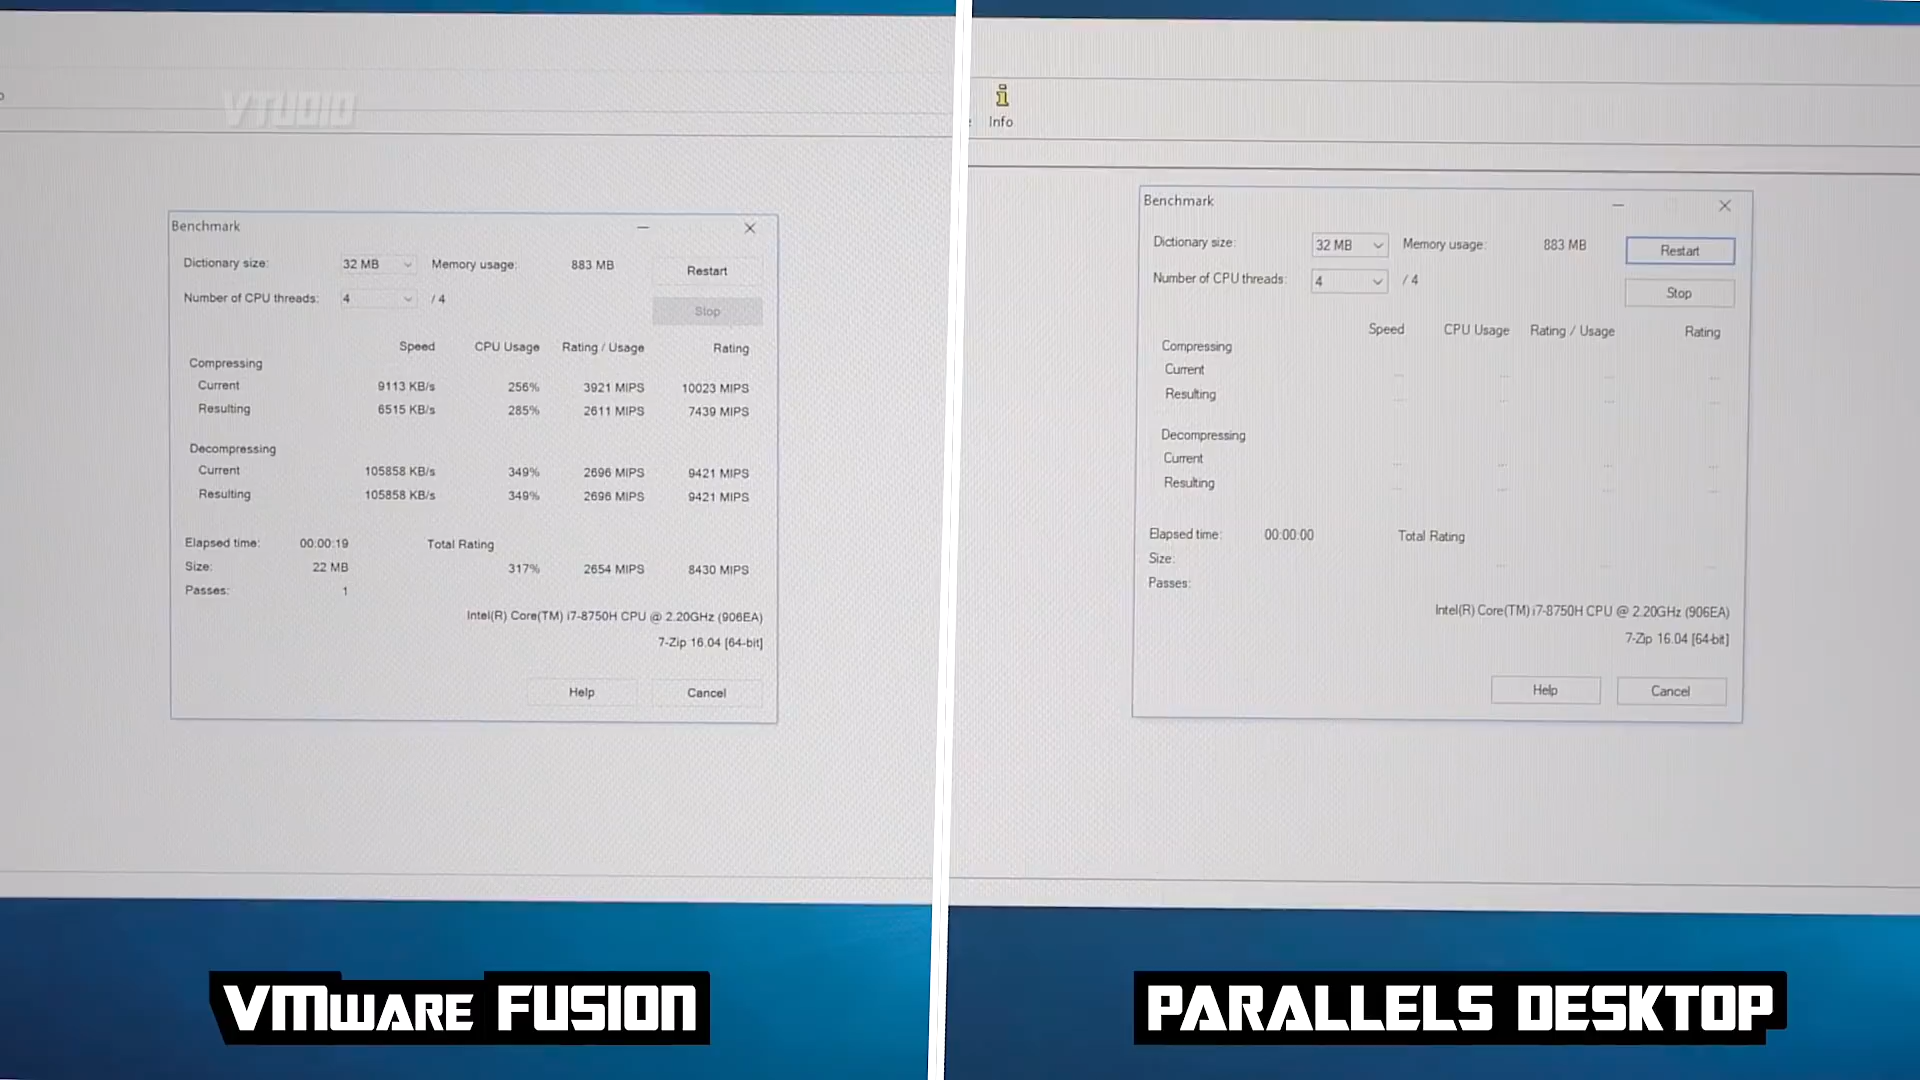 VTUDIO
Benchmark
Dictionary size: 32 MB Memory usage: 883 MB Restart
Number of CPU threads: 4 / 4 Stop
Speed CPU Usage Rating / Usage Rating
Compressing
Current 9113 KB/s 256% 3921 MIPS 10023 MIPS
Resulting 6515 KB/s 285% 2611 MIPS 7439 MIPS
Decompressing
Current 105858 KB/s 349% 2696 MIPS 9421 MIPS
Resulting 105858 KB/s 349% 2696 MIPS 9421 MIPS
Elapsed time: 00:00:19 Total Rating
Size: 22 MB 317% 2654 MIPS 8430 MIPS
Passes: 1
Intel(R) Core(TM) i7-8750H CPU @ 2.20GHz (906EA)
7-Zip 16.04 [64-bit]
Help Cancel
VMWARE FUSION
Info
Benchmark
Dictionary size: 32 MB Memory usage: 883 MB Restart
Number of CPU threads: 4 / 4 Stop
Speed CPU Usage Rating / Usage Rating
Compressing
Current ... ... ... ...
Resulting ... ... ... ...
Decompressing
Current ... ... ... ...
Resulting ... ... ... ...
Elapsed time: 00:00:00 Total Rating
Size: ... ... ...
Passes:
Intel(R) Core(TM) i7-8750H CPU @ 2.20GHz (906EA)
7-Zip 16.04 [64-bit]
Help Cancel
PARALLELS DESKTOP